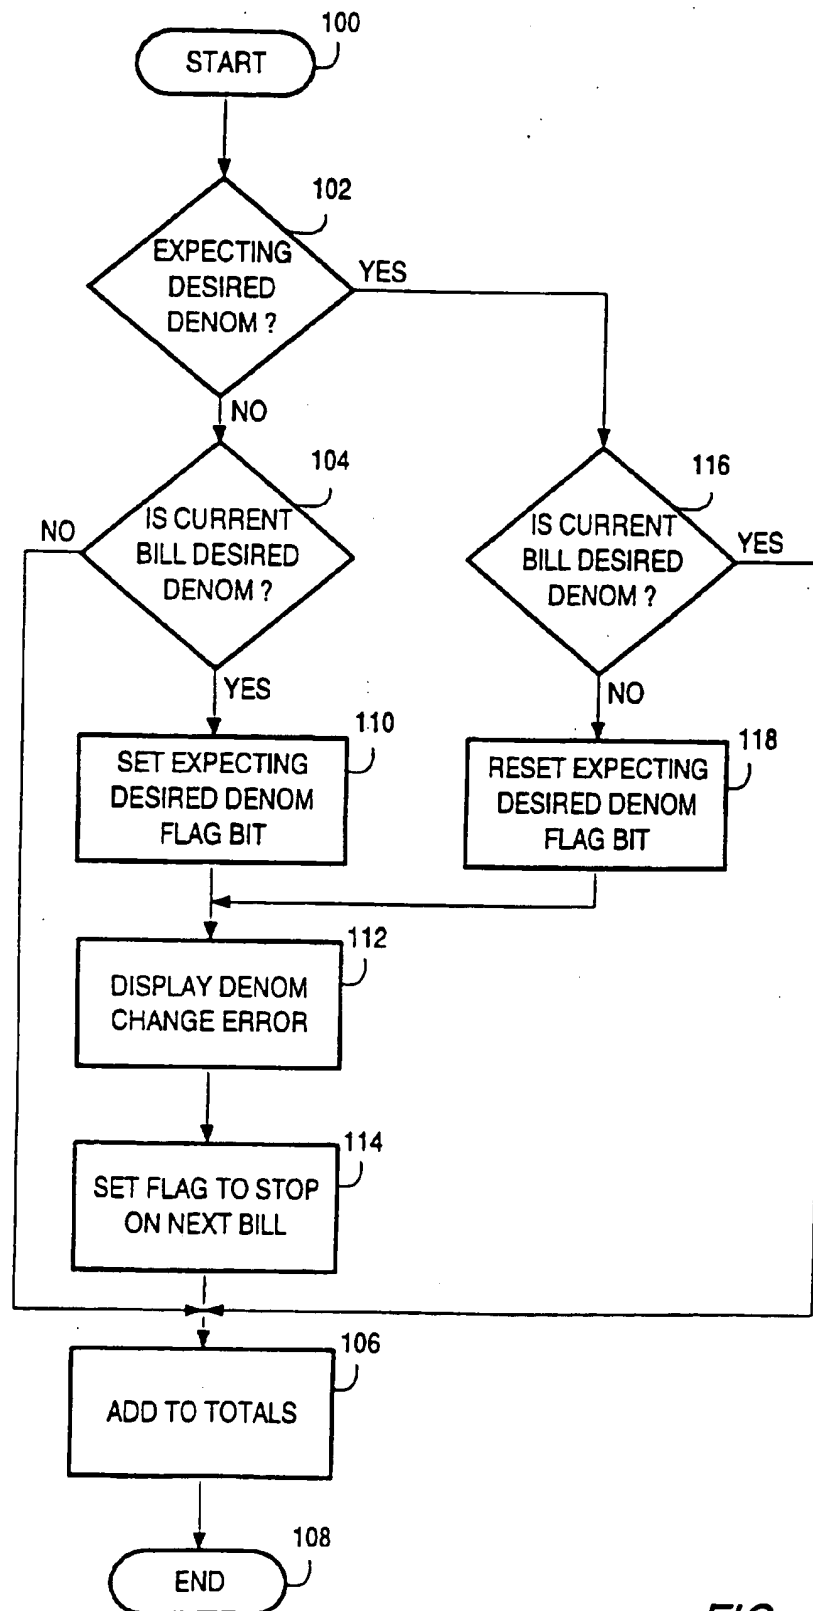 100
START
102
EXPECTING
DESIRED
DENOM ?
YES
NO
104
IS CURRENT
BILL DESIRED
DENOM ?
NO
YES
116
IS CURRENT
BILL DESIRED
DENOM ?
YES
NO
110
SET EXPECTING
DESIRED DENOM
FLAG BIT
118
RESET EXPECTING
DESIRED DENOM
FLAG BIT
112
DISPLAY DENOM
CHANGE ERROR
114
SET FLAG TO STOP
ON NEXT BILL
106
ADD TO TOTALS
108
END